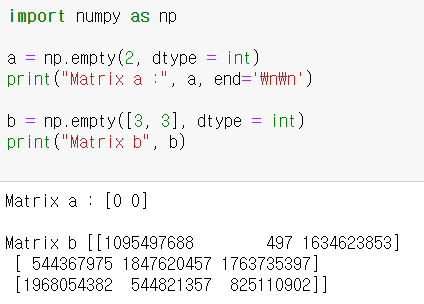 import numpy as np
a = np.empty(2, dtype = int)
print("Matrix a :", a, end='₩n₩n')
b = np.empty([3, 3], dtype = int)
print("Matrix b", b)
Matrix a : [0 0]
Matrix b [[1095497688 497 1634623853]
[ 544367975 1847620457 1763735397]
[1968054382 544821357 825110902]]